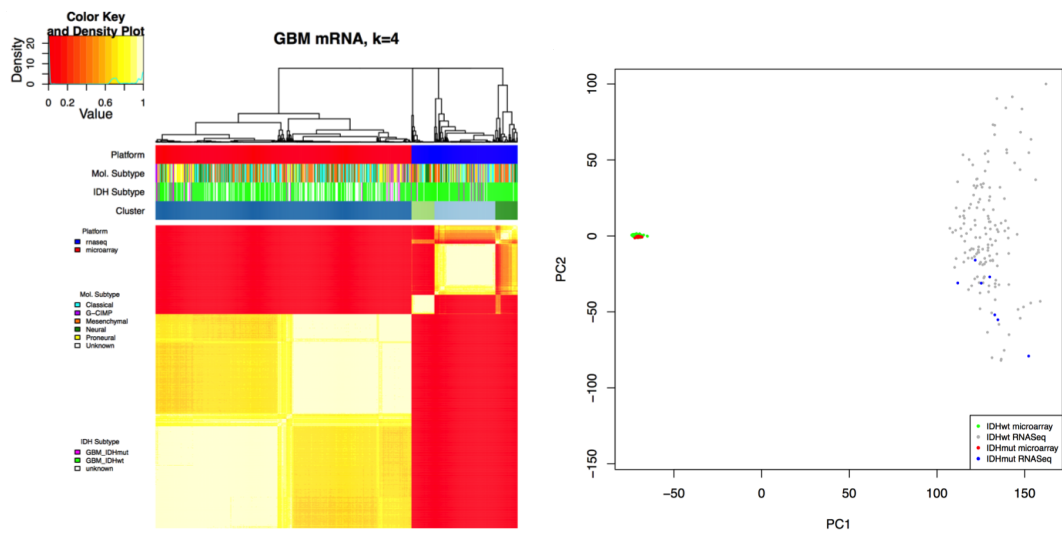 Color Key
and Density Plot
Density
0 10 20
0 0.2 0.6 1
Value
GBM mRNA, k=4
Platform
Mol. Subtype
IDH Subtype
Cluster
Platform
rnaseq
microarray
Mol. Subtype
Classical
G−CIMP
Mesenchymal
Neural
Proneural
Unknown
IDH Subtype
GBM_IDHmut
GBM_IDHwt
unknown
PC2
100
50
0
−50
−100
−150
−50 0 50 100 150
PC1
IDHwt microarray
IDHwt RNASeq
IDHmut microarray
IDHmut RNASeq